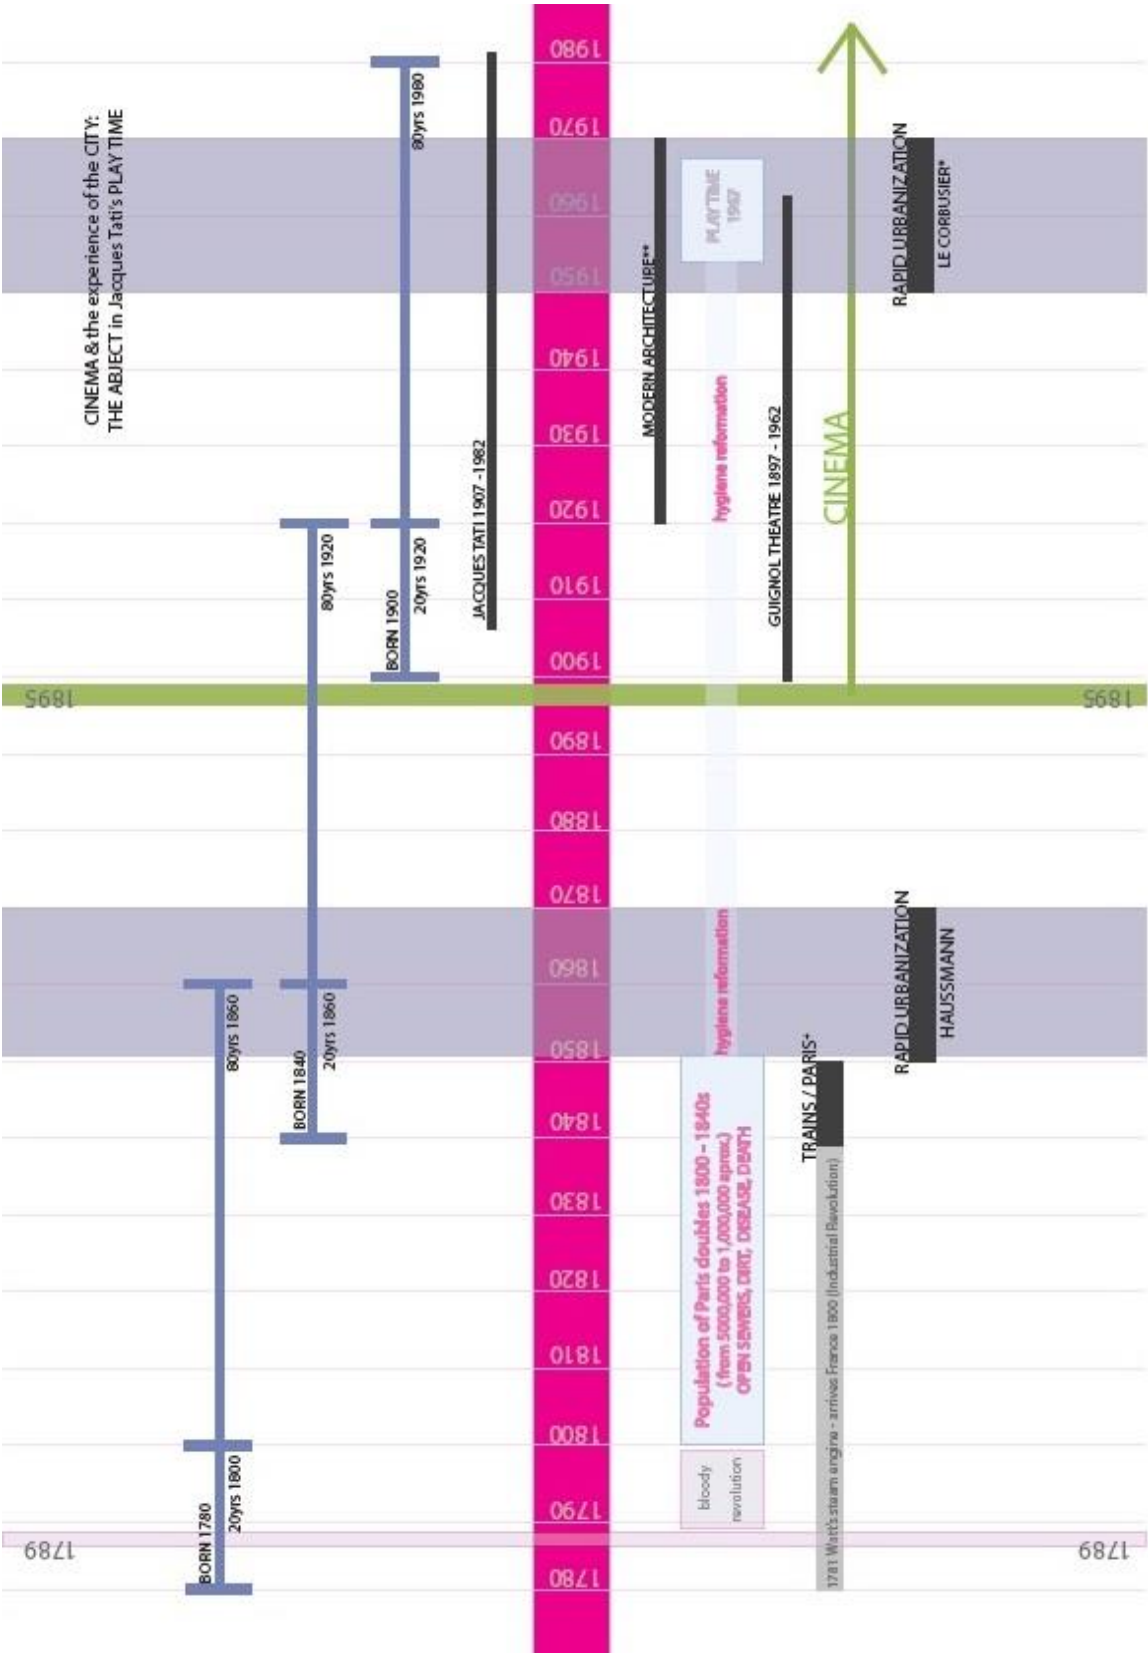 CINEMA & the experience of the CITY:
THE ABJECT in Jacques Tati's PLAY TIME
80yrs 1980
20yrs 1920
BORN 1900
80yrs 1920
20yrs 1860
BORN 1840
80yrs 1860
20yrs 1800
BORN 1780
JACQUES TATI 1907 -1982
1980
1970
1960
1950
1940
1930
1920
1910
1900
1890
1880
1870
1860
1850
1840
1830
1820
1810
1800
1790
1780
1895
1895
1789
1789
MODERN ARCHITECTURE**
PLAY TIME
1967
hygiene reformation
hygiene reformation
GUIGNOL THEATRE 1897 - 1962
CINEMA
RAPID URBANIZATION
LE CORBUSIER*
RAPID URBANIZATION
HAUSSMANN
TRAINS / PARIS*
Population of Paris doubles 1800 - 1840s
( from 5000,000 to 1,000,000 aprox.)
OPEN SEWERS, DIRT, DISEASE, DEATH
bloody
revolution
1781 Watt's steam engine - arrives France 1800 (Industrial Revolution)